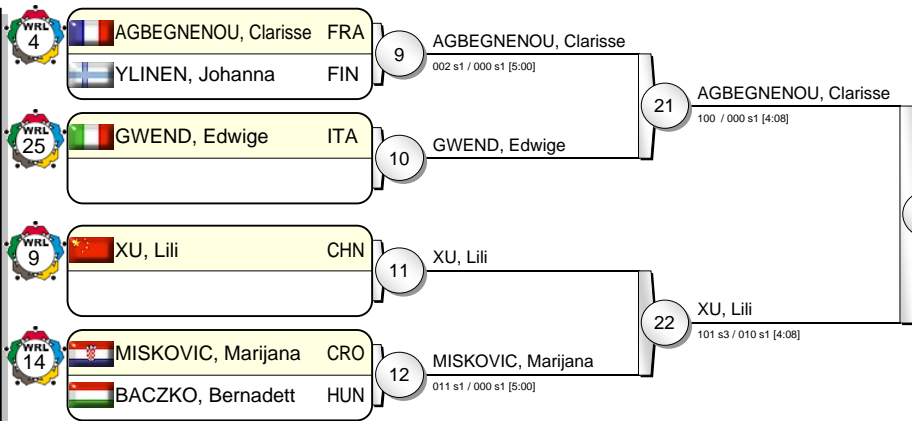 WRL
4
AGBEGNENOU, Clarisse FRA
YLINEN, Johanna FIN
9
AGBEGNENOU, Clarisse
002 s1 / 000 s1 [5:00]
WRL
25
GWEND, Edwige ITA
10
GWEND, Edwige
21
AGBEGNENOU, Clarisse
100 / 000 s1 [4:08]
WRL
9
XU, Lili CHN
11
XU, Lili
WRL
14
MISKOVIC, Marijana CRO
BACZKO, Bernadett HUN
12
MISKOVIC, Marijana
011 s1 / 000 s1 [5:00]
22
XU, Lili
101 s3 / 010 s1 [4:08]